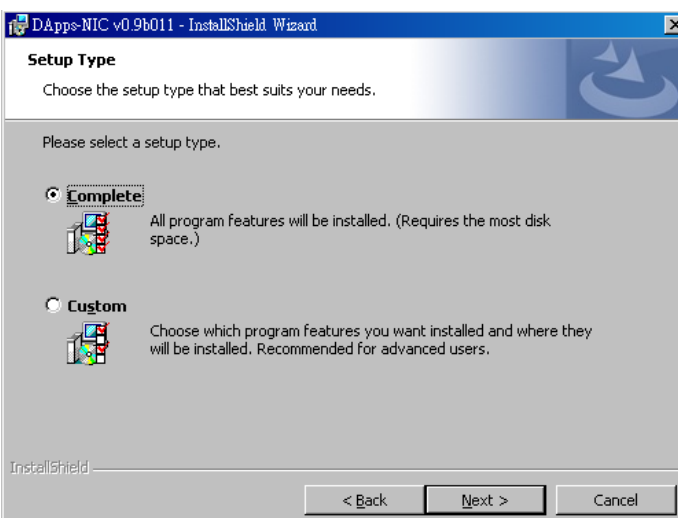 DApps-NIC v0.9b011 - InstallShield Wizard
Setup Type
Choose the setup type that best suits your needs.
Please select a setup type.
Complete
All program features will be installed. (Requires the most disk
space.)
Custom
Choose which program features you want installed and where they
will be installed. Recommended for advanced users.
InstallShield
< Back
Next >
Cancel